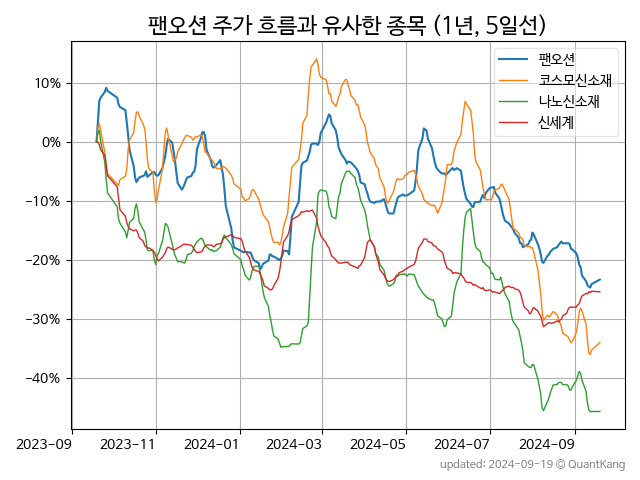 팬오션 주가 흐름과 유사한 종목 (1년, 5일선)
팬오션
코스모신소재
나노신소재
신세계
10%
0%
−10%
−20%
−30%
−40%
2023-09
2023-11
2024-01
2024-03
2024-05
2024-07
2024-09
updated: 2024-09-19 © QuantKang